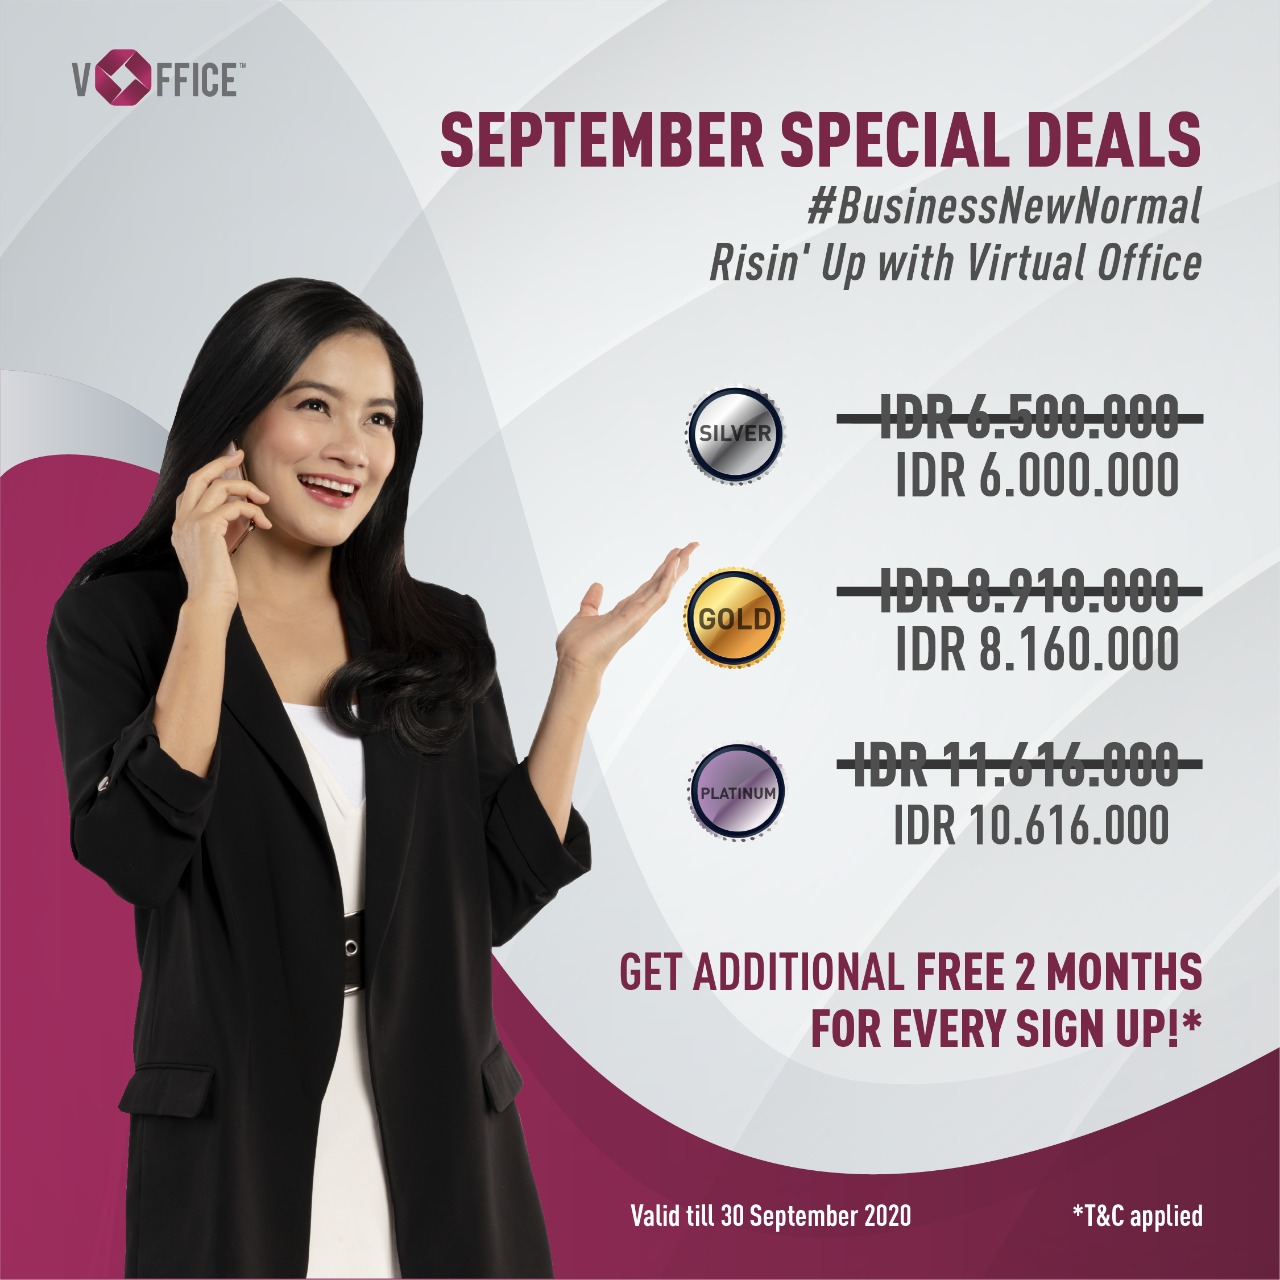 VOFFICE™
SEPTEMBER SPECIAL DEALS
#BusinessNewNormal
Risin' Up with Virtual Office
SILVER
IDR 6.500.000
IDR 6.000.000
GOLD
IDR 8.910.000
IDR 8.160.000
PLATINUM
IDR 11.616.000
IDR 10.616.000
GET ADDITIONAL FREE 2 MONTHS
FOR EVERY SIGN UP!*
Valid till 30 September 2020
*T&C applied